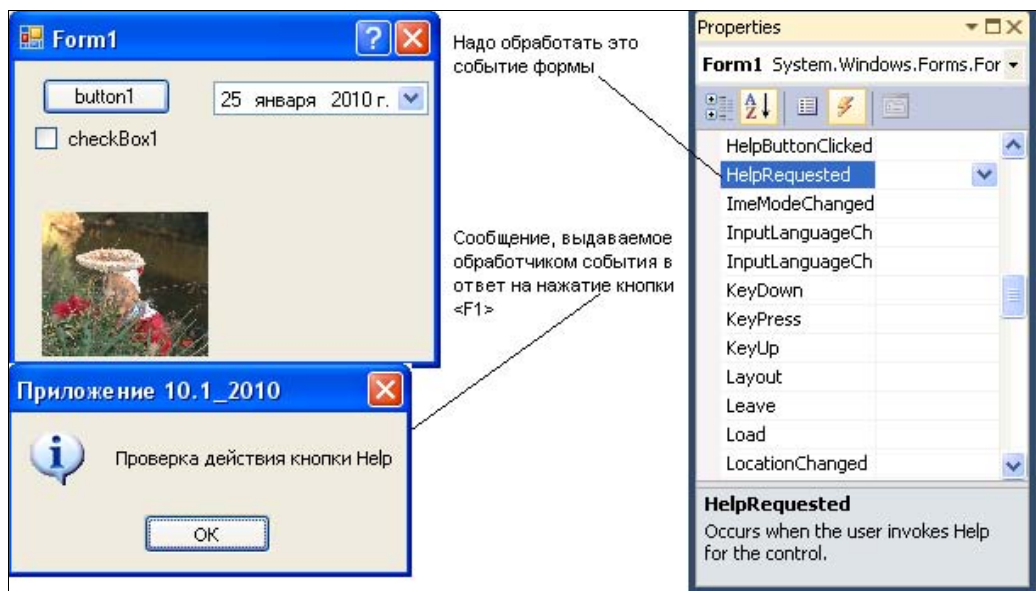 Form1
button1
25 января 2010 г.
checkBox1
Надо обработать это
событие формы
Сообщение, выдаваемое
обработчиком события в
ответ на нажатие кнопки
<F1>
Приложение 10.1_2010
Проверка действия кнопки Help
OK
Properties
Form1 System.Windows.Forms.For
HelpButtonClicked
HelpRequested
ImeModeChanged
InputLanguageCh
InputLanguageCh
KeyDown
KeyPress
KeyUp
Layout
Leave
Load
LocationChanged
HelpRequested
Occurs when the user invokes Help
for the control.